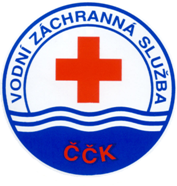 VODNÍ ZÁCHRANNÁ SLUŽBA
ČČK